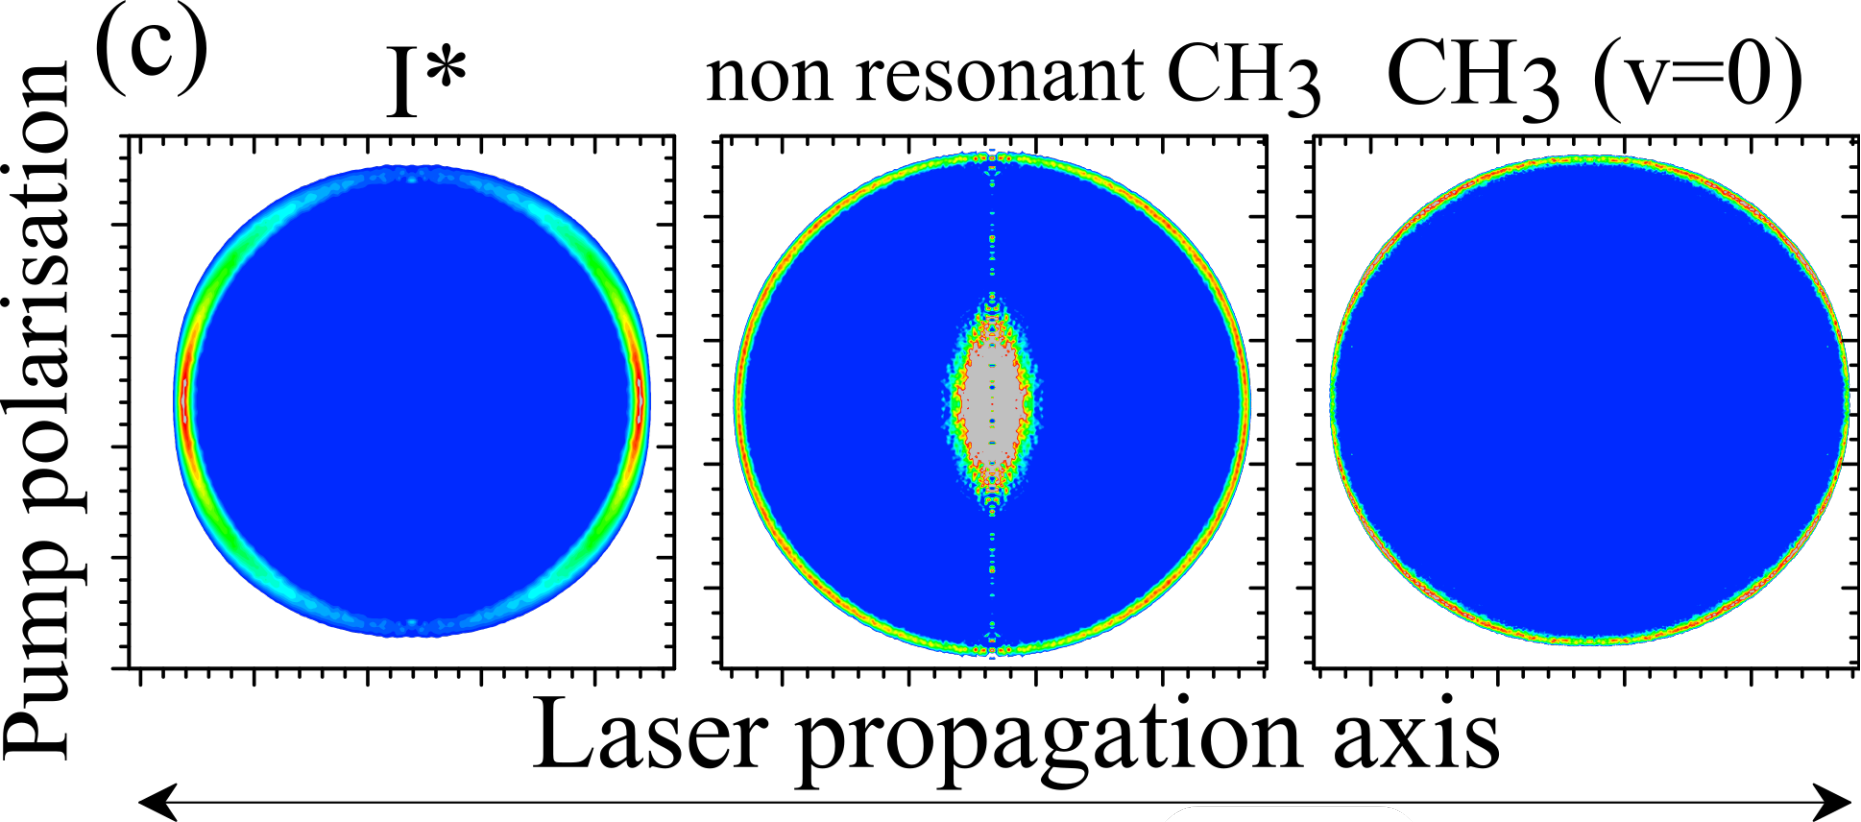 (c)
I*
non resonant CH3
CH3 (v=0)
Pump polarisation
Laser propagation axis